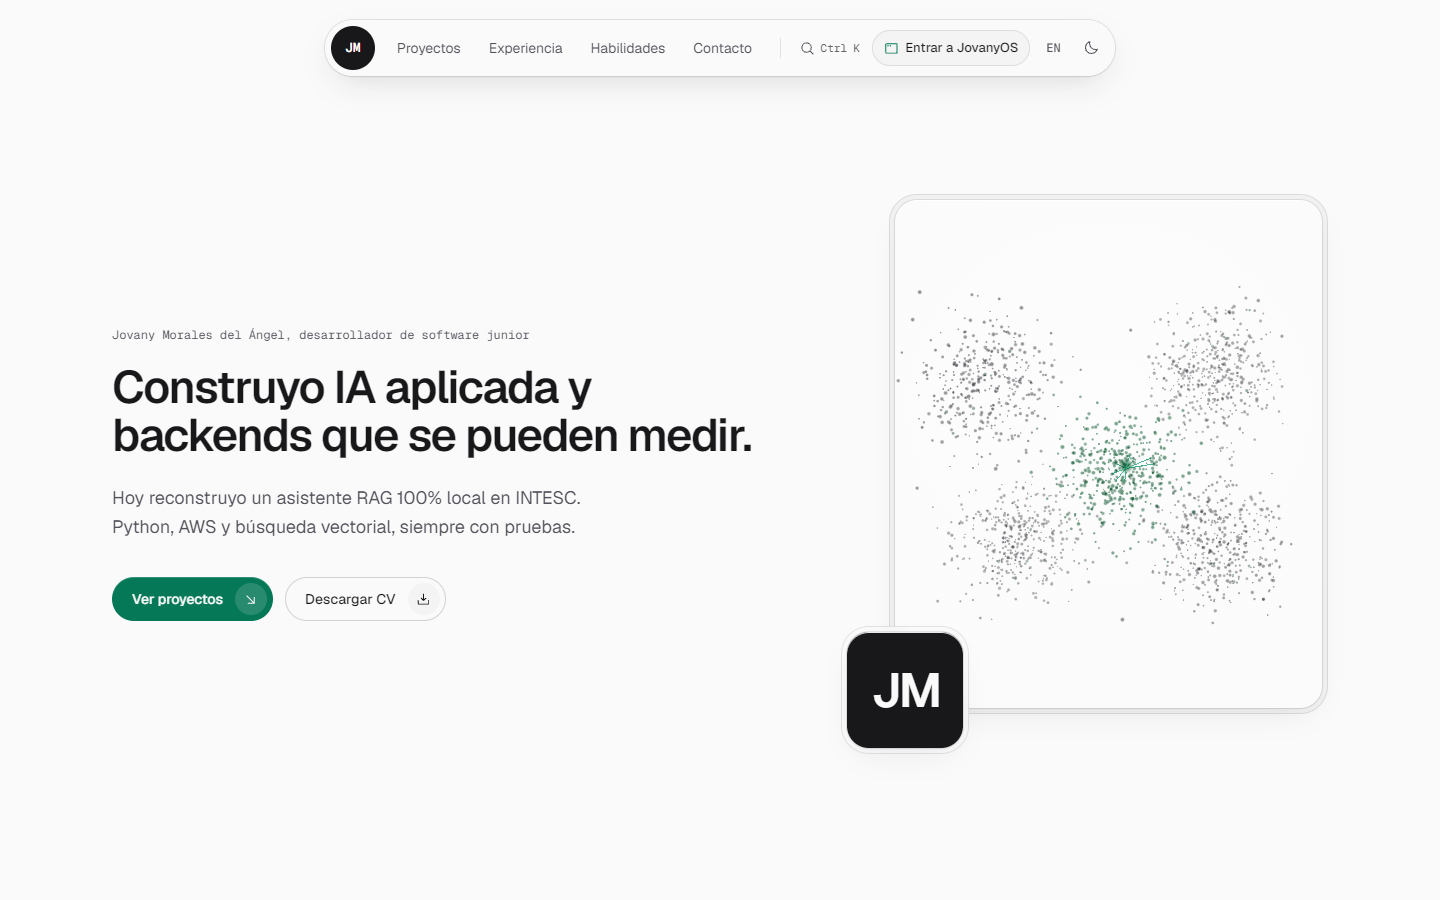 JM
Proyectos
Experiencia
Habilidades
Contacto
Ctrl K
Entrar a JovanyOS
EN
Jovany Morales del Ángel, desarrollador de software junior
Construyo IA aplicada y
backends que se pueden medir.
Hoy reconstruyo un asistente RAG 100% local en INTESC.
Python, AWS y búsqueda vectorial, siempre con pruebas.
Ver proyectos
Descargar CV
JM